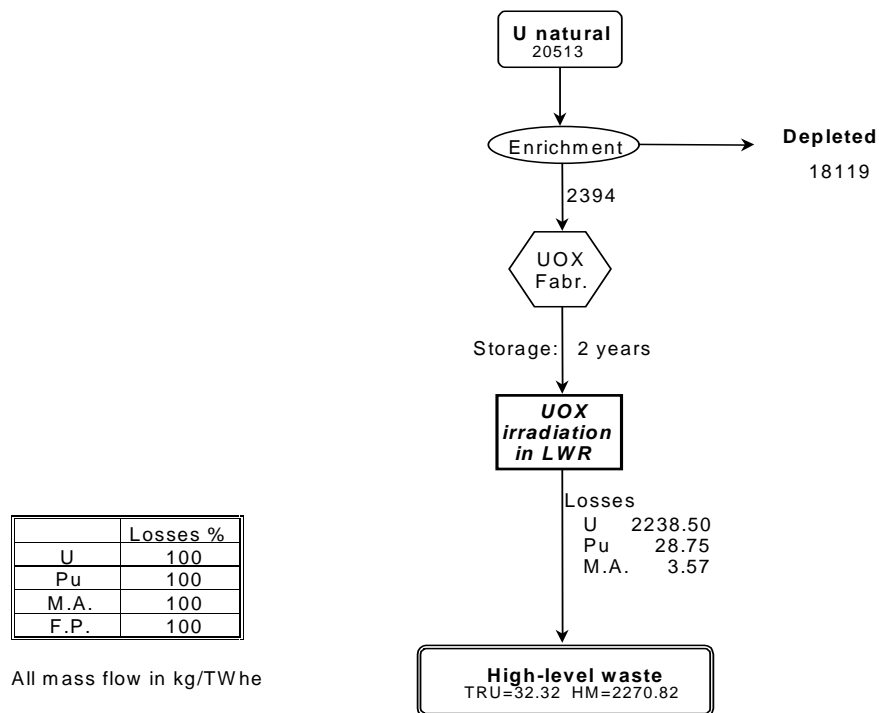 U natural
20513
Enrichment
Depleted
18119
2394
UOX
Fabr.
Storage: 2 years
UOX
irradiation
in LWR
Losses
U 2238.50
Pu 28.75
M.A. 3.57
Losses %
U 100
Pu 100
M.A. 100
F.P. 100
All mass flow in kg/TWhe
High-level waste
TRU=32.32 HM=2270.82